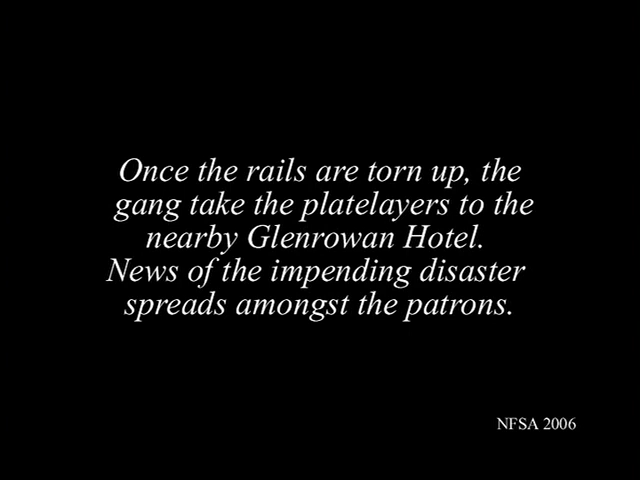 Once the rails are torn up, the
gang take the platelayers to the
nearby Glenrowan Hotel.
News of the impending disaster
spreads amongst the patrons.
NFSA 2006